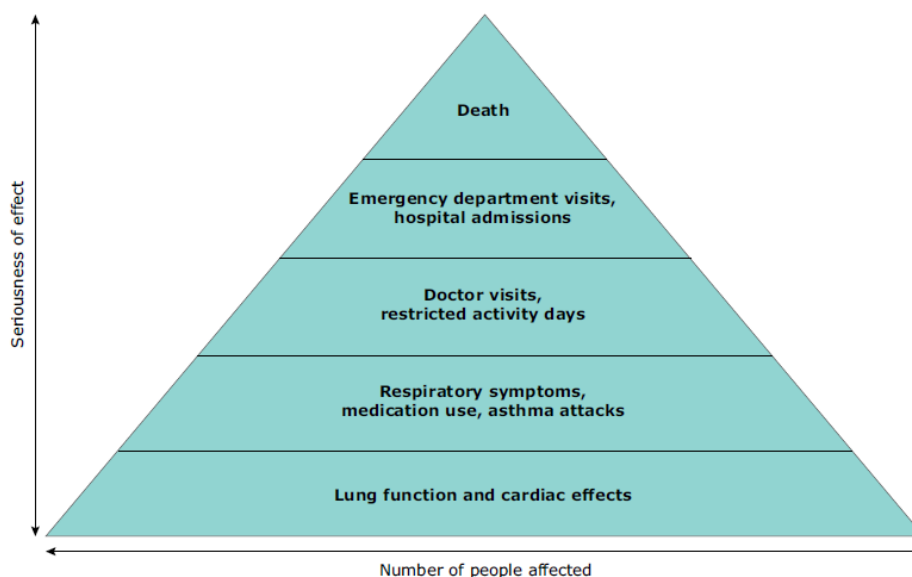 Death
Emergency department visits,
hospital admissions
Doctor visits,
restricted activity days
Respiratory symptoms,
medication use, asthma attacks
Lung function and cardiac effects
Seriousness of effect
Number of people affected